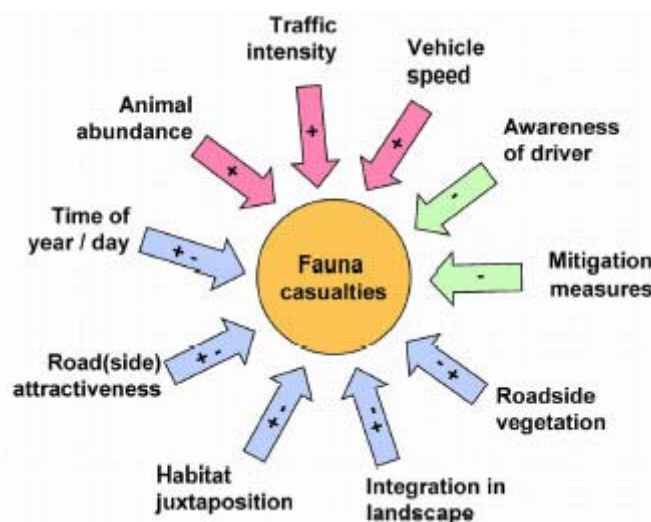 Traffic
intensity
Vehicle
speed
Animal
abundance
Awareness
of driver
Time of
year / day
Fauna
casualties
Mitigation
measures
Road(side)
attractiveness
Roadside
vegetation
Habitat
juxtaposition
Integration in
landscape
+
+
+
-
+ -
-
+ -
- +
+ -
- +